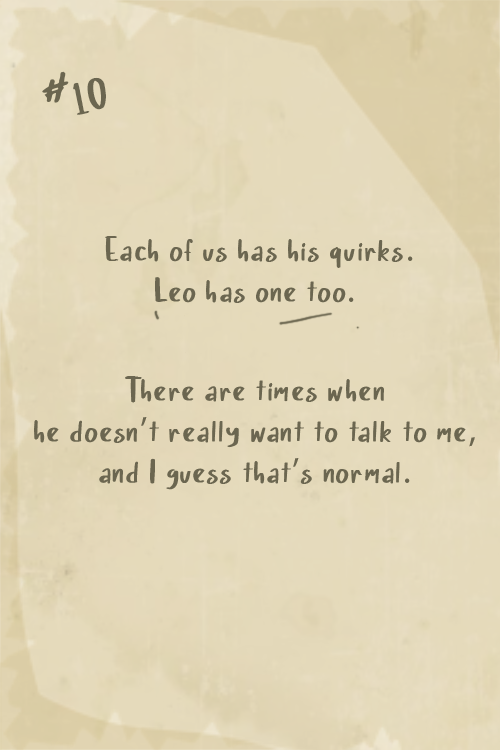 #10
Each of us has his quirks.
Leo has one too.
There are times when
he doesn't really want to talk to me,
and I guess that's normal.